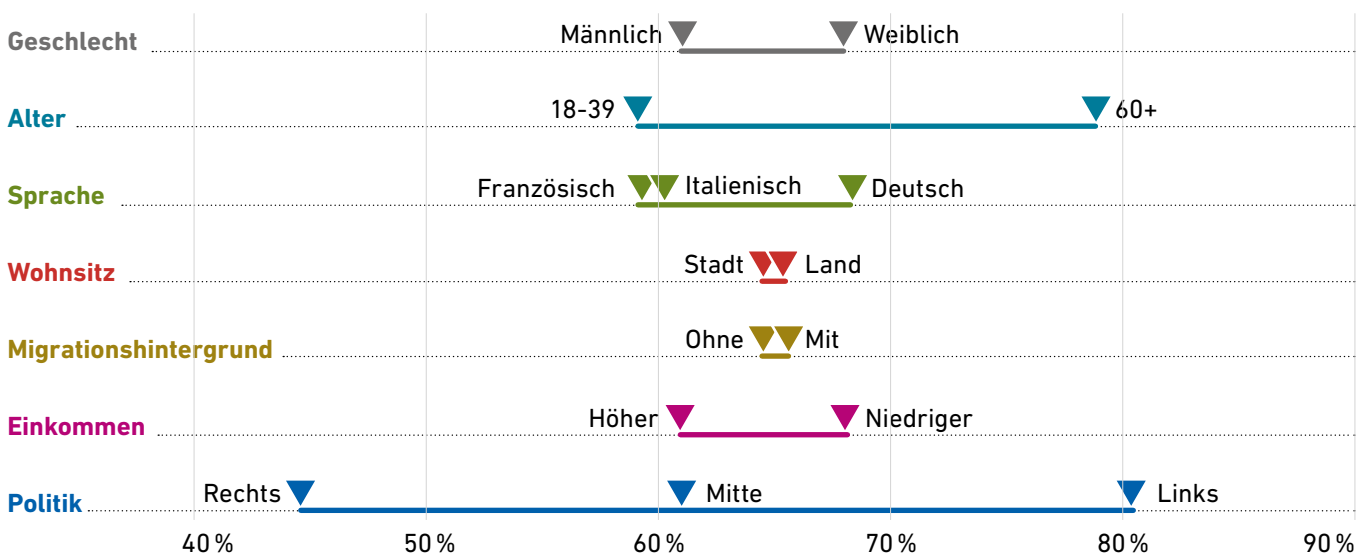 Geschlecht Männlich Weiblich
Alter 18-39 60+
Sprache Französisch Italienisch Deutsch
Wohnsitz Stadt Land
Migrationshintergrund Ohne Mit
Einkommen Höher Niedriger
Politik Rechts Mitte Links
40 % 50 % 60 % 70 % 80 % 90 %